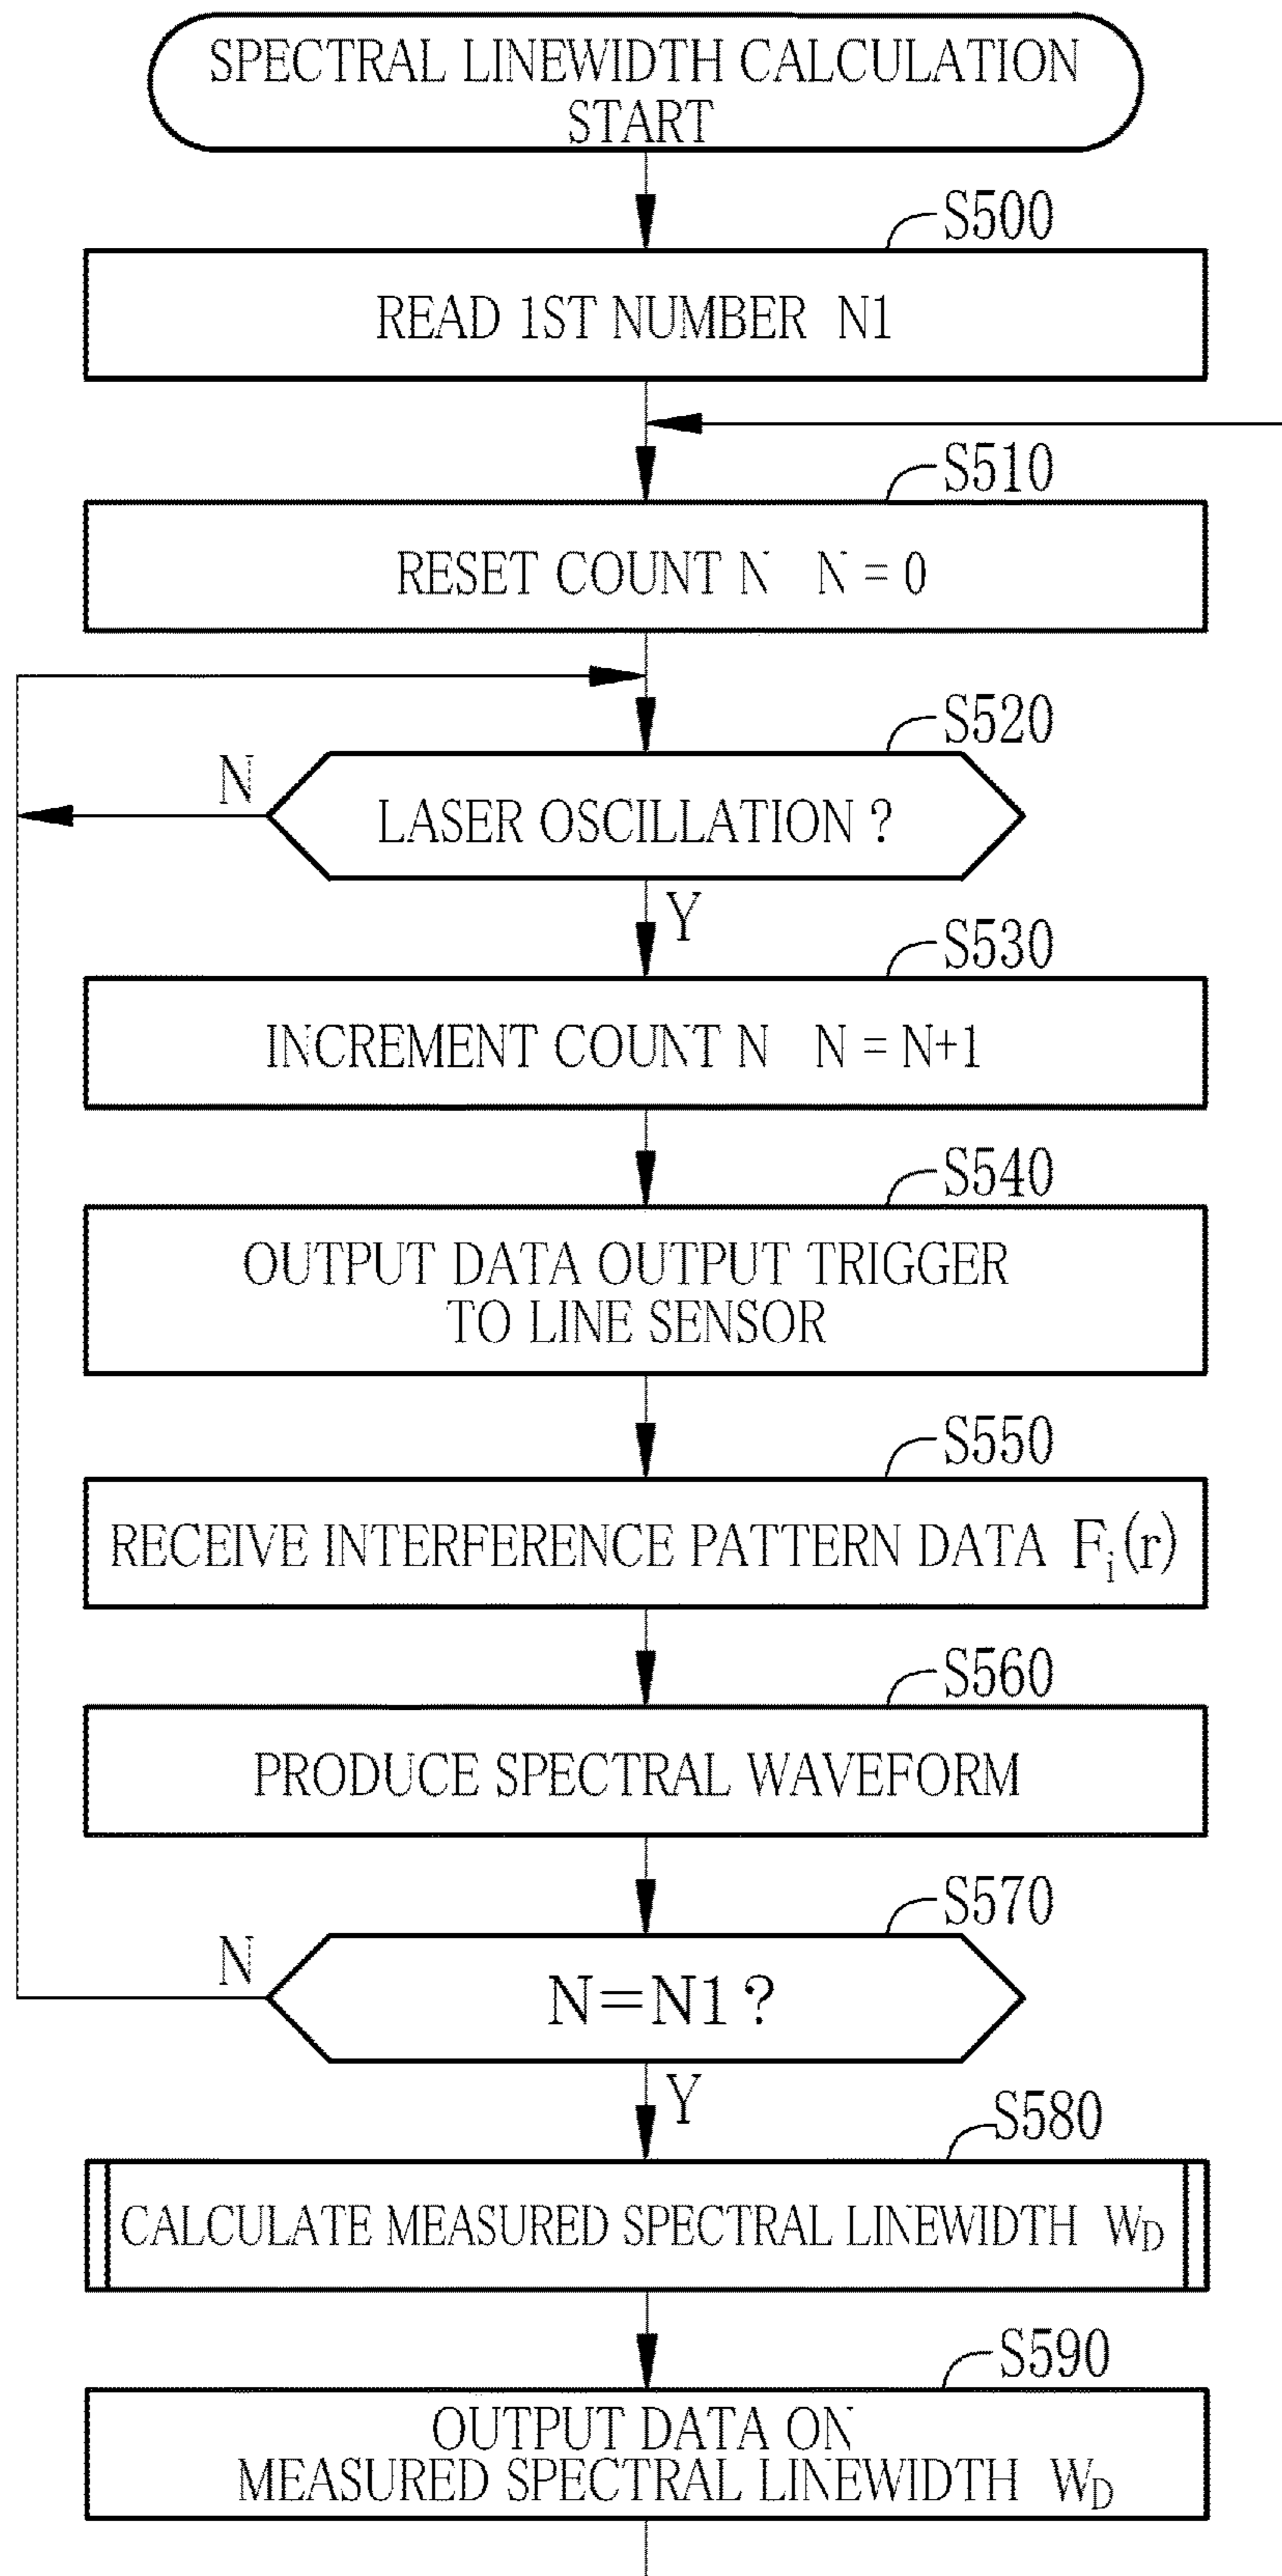 SPECTRAL LINEWIDTH CALCULATION
START
S500
READ 1ST NUMBER N1
S510
RESET COUNT N N = 0
S520
N
LASER OSCILLATION ?
Y
S530
INCREMENT COUNT N N = N+1
S540
OUTPUT DATA OUTPUT TRIGGER
TO LINE SENSOR
S550
RECEIVE INTERFERENCE PATTERN DATA Fi(r)
S560
PRODUCE SPECTRAL WAVEFORM
S570
N
N=N1 ?
Y
S580
CALCULATE MEASURED SPECTRAL LINEWIDTH WD
S590
OUTPUT DATA ON
MEASURED SPECTRAL LINEWIDTH WD